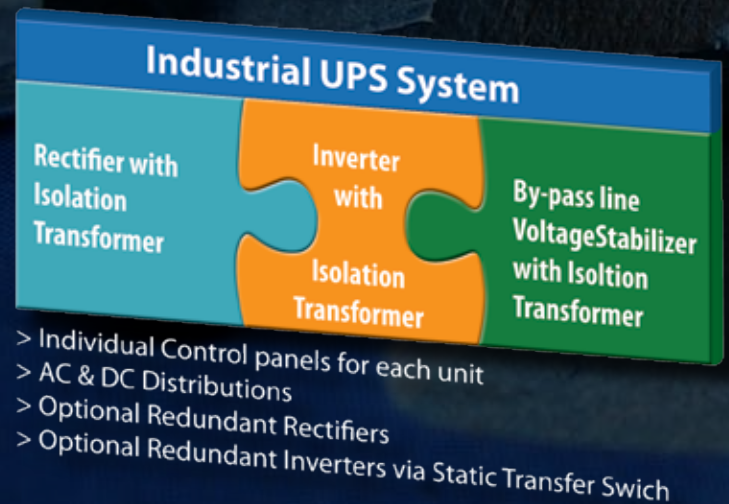 Industrial UPS System
Rectifier with
Isolation
Transformer
Inverter
with
Isolation
Transformer
By-pass line
VoltageStabilizer
with Isoltion
Transformer
> Individual Control panels for each unit
> AC & DC Distributions
> Optional Redundant Rectifiers
> Optional Redundant Inverters via Static Transfer Swich